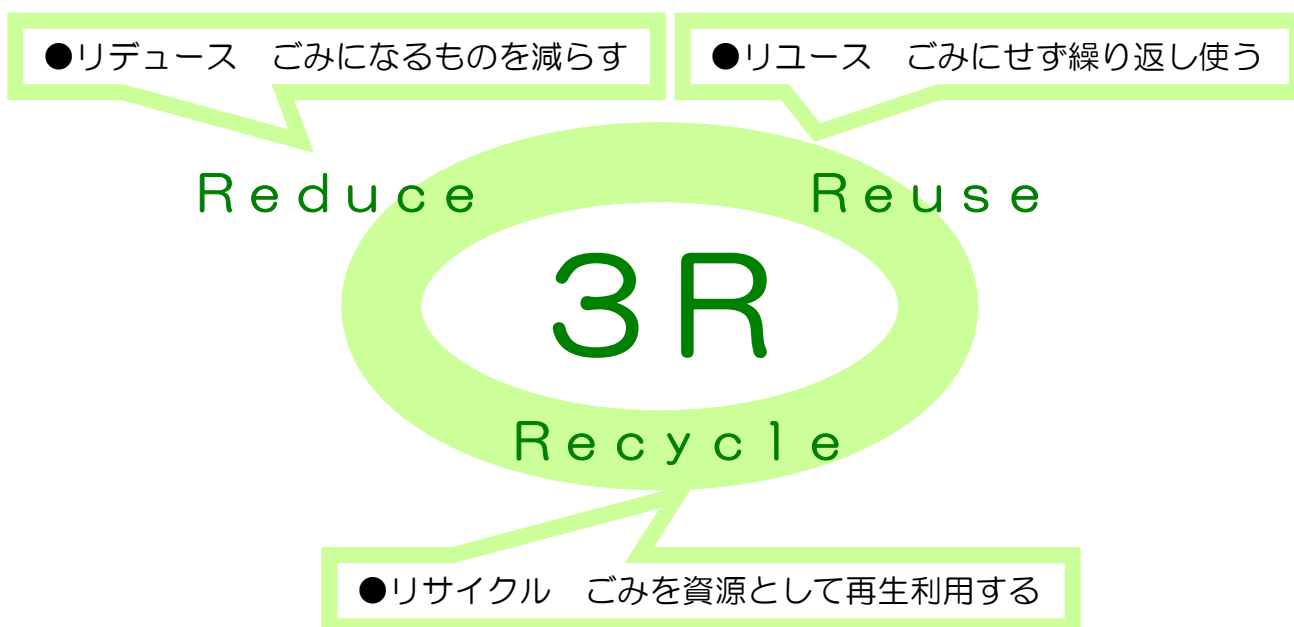 ●リデュース　ごみになるものを減らす
●リユース　ごみにせず繰り返し使う
Ｒｅｄｕｃｅ
Ｒｅｕｓｅ
３Ｒ
Ｒｅｃｙｃｌｅ
●リサイクル　ごみを資源として再生利用する